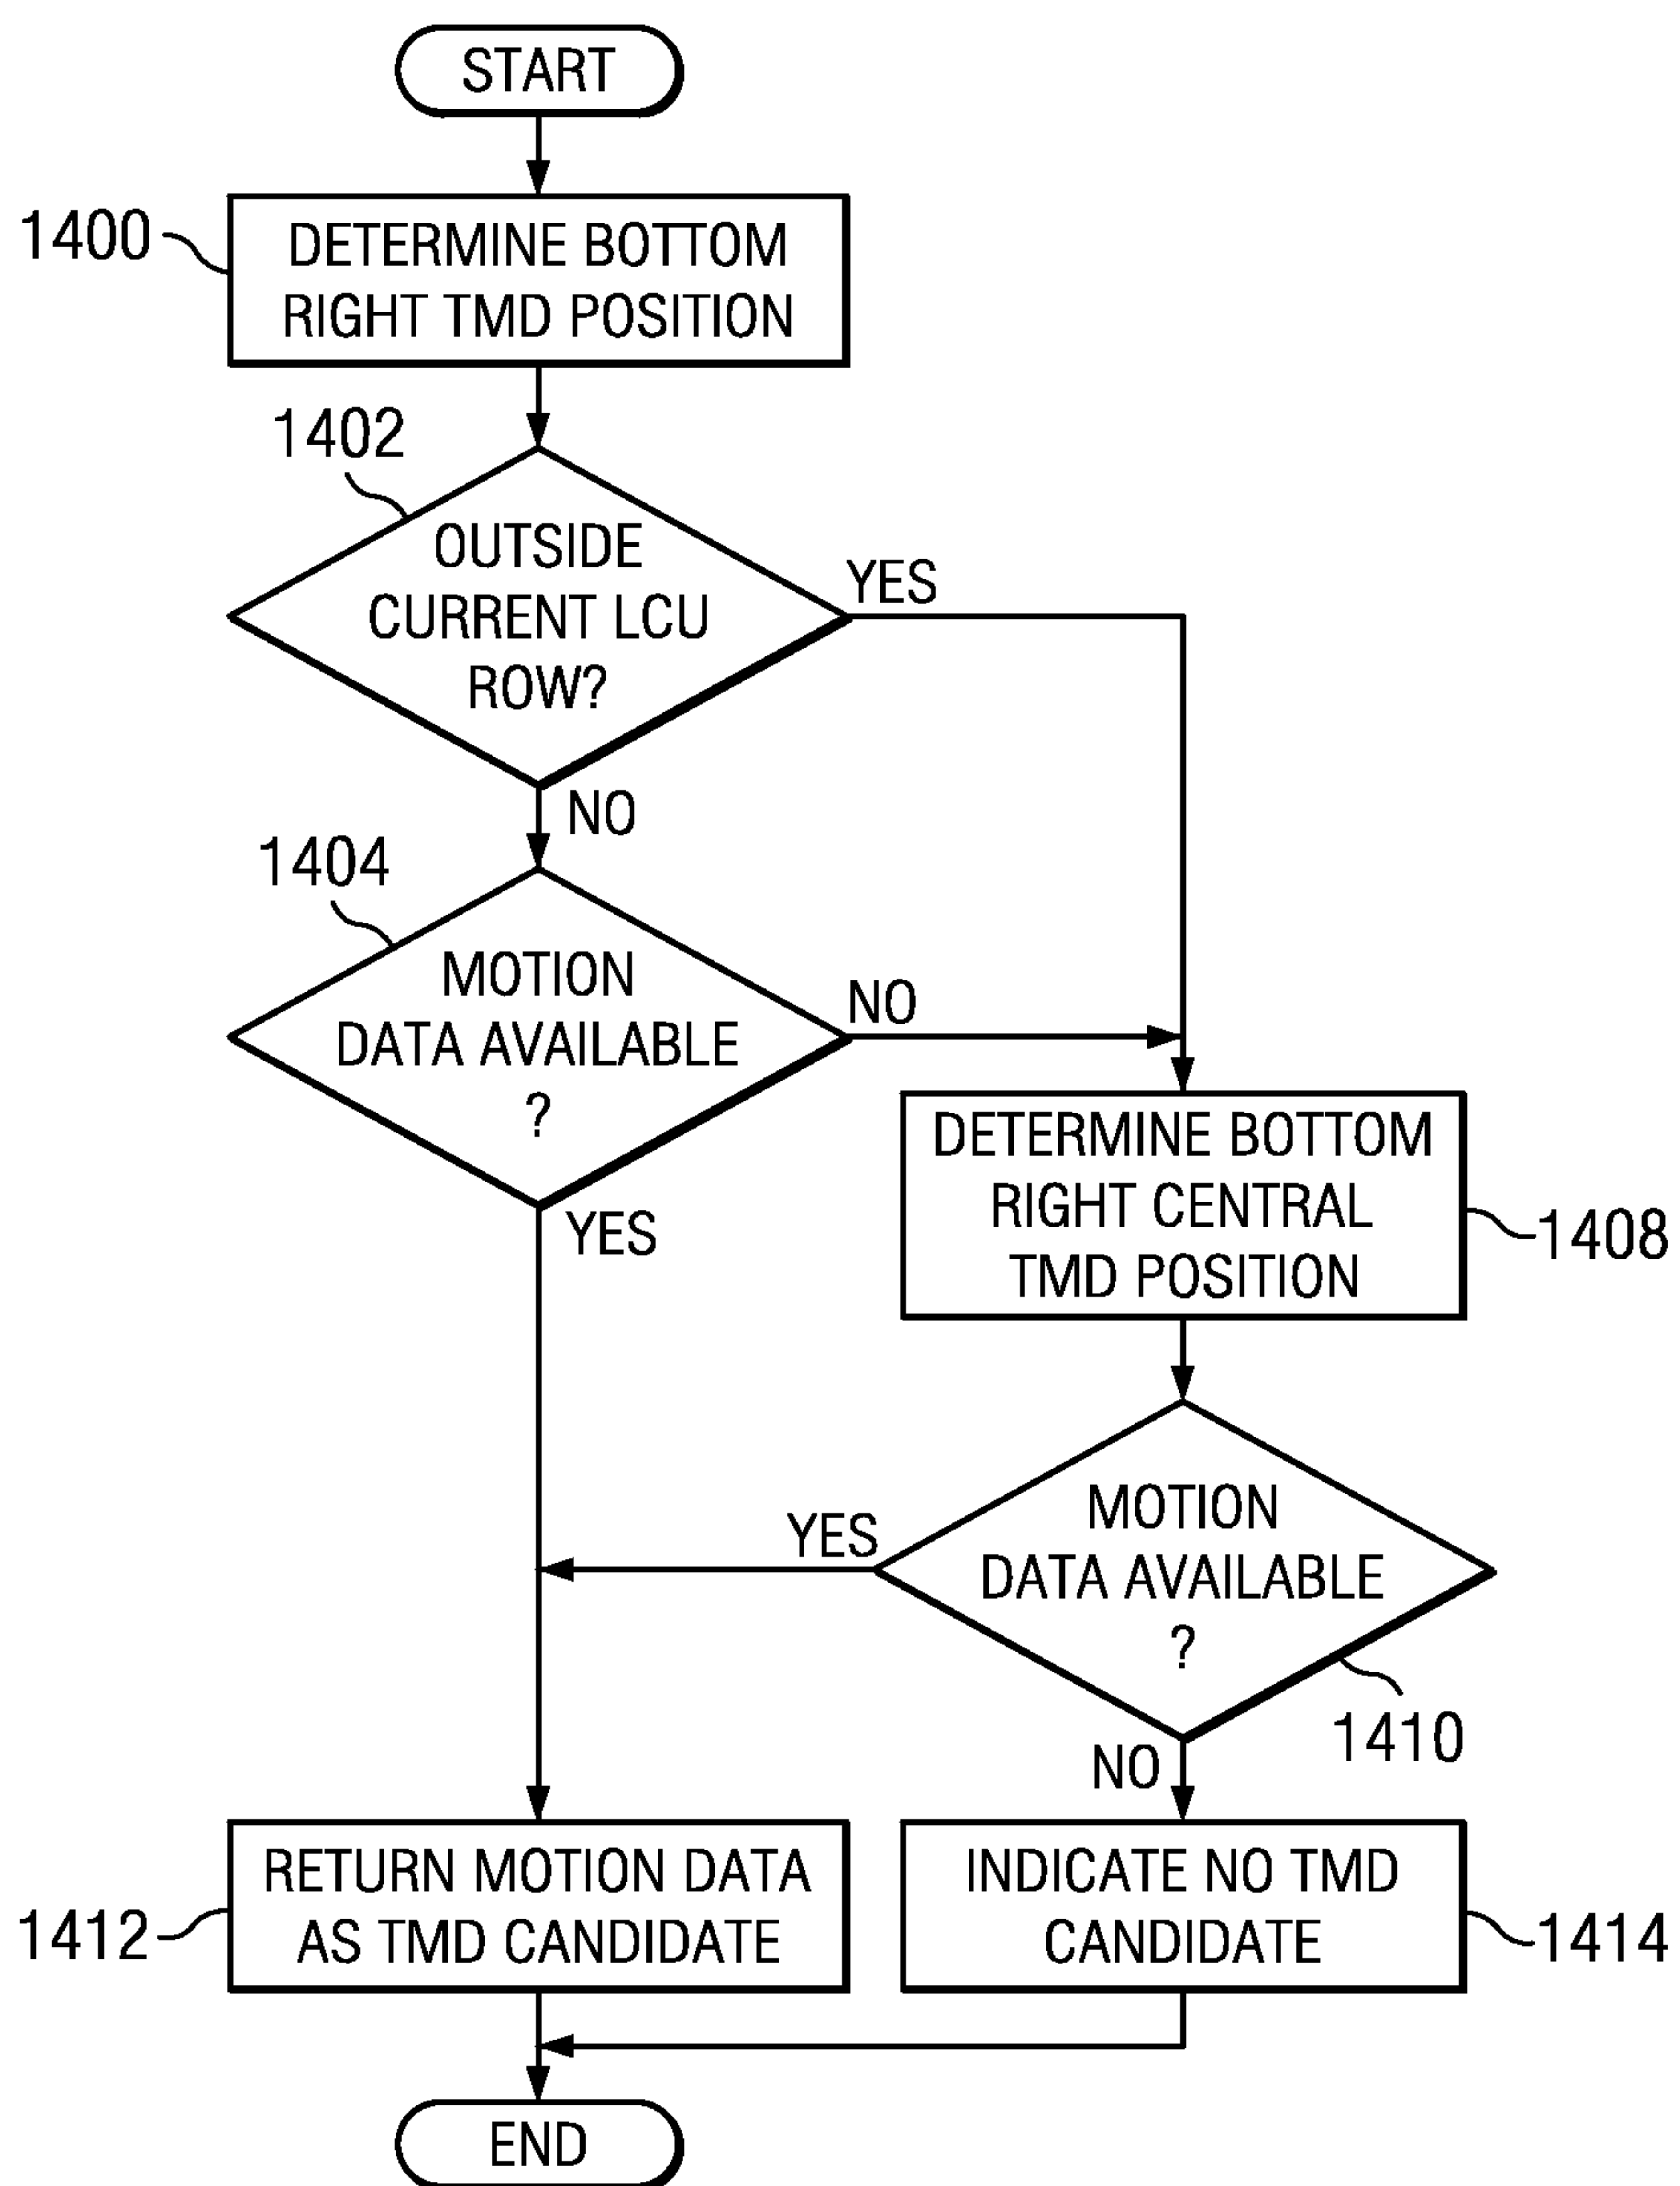 START
1400
DETERMINE BOTTOM
RIGHT TMD POSITION
1402
OUTSIDE
CURRENT LCU
ROW?
YES
NO
1404
MOTION
DATA AVAILABLE
?
NO
YES
DETERMINE BOTTOM
RIGHT CENTRAL
TMD POSITION
1408
MOTION
DATA AVAILABLE
?
YES
1410
NO
RETURN MOTION DATA
AS TMD CANDIDATE
1412
INDICATE NO TMD
CANDIDATE
1414
END